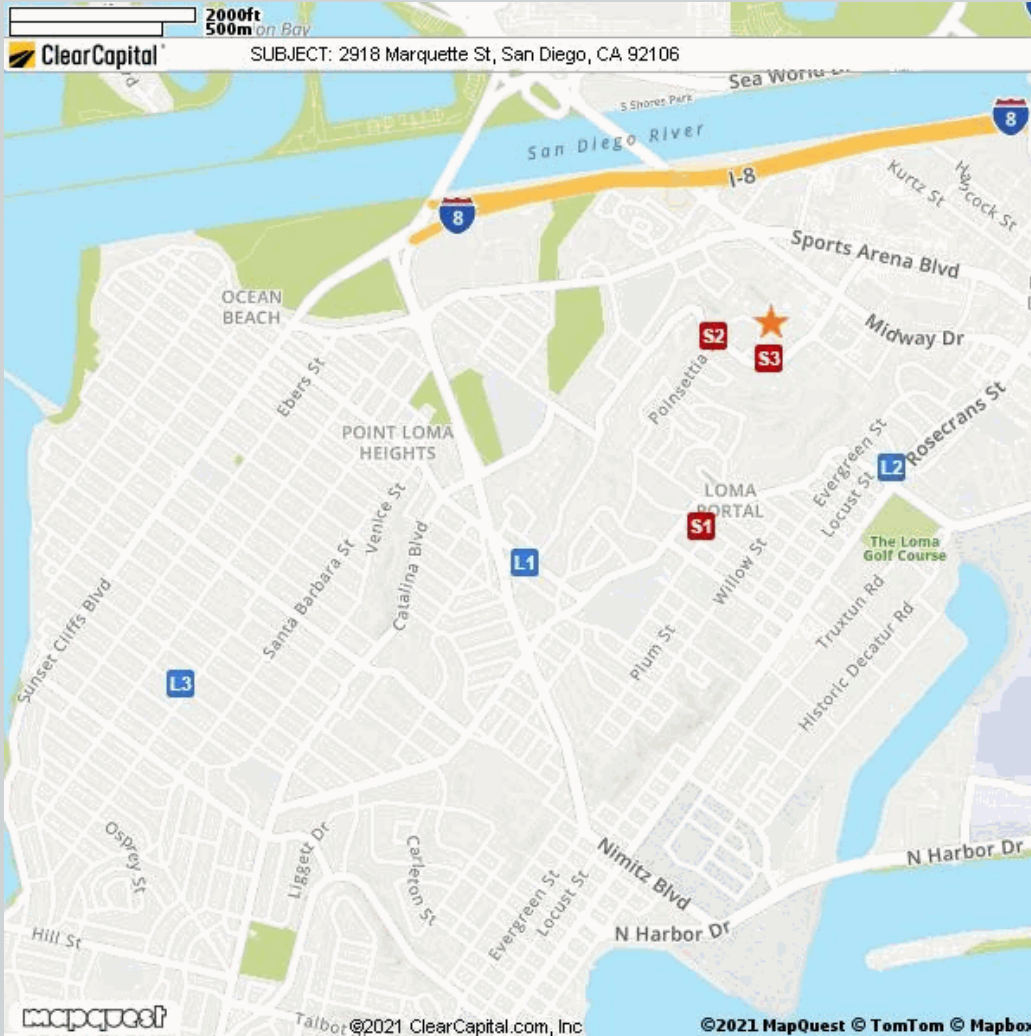 2000ft
500m
on Bay
ClearCapital
SUBJECT: 2918 Marquette St, San Diego, CA 92106
Sea World
S Shores Park
San Diego River
8
I-8
8
Kurtz St
Hancock St
Sports Arena Blvd
OCEAN
BEACH
Midway Dr
S2
S3
Poinsettia
Ebers St
Rosecrans St
POINT LOMA
HEIGHTS
Evergreen St
L2
Locust St
LOMA
PORTAL
S1
Venice St
The Loma
Golf Course
Catalina Blvd
L1
Willow St
Santa Barbara St
Truxtun Rd
Sunset Cliffs Blvd
Plum St
Historic Decatur Rd
L3
Osprey St
Liggett Dr
Carleton St
Nimitz Blvd
N Harbor Dr
Evergreen St
Locust St
N Harbor Dr
Hill St
mapquest
Talbot
©2021 ClearCapital.com, Inc
©2021 MapQuest © TomTom © Mapbox